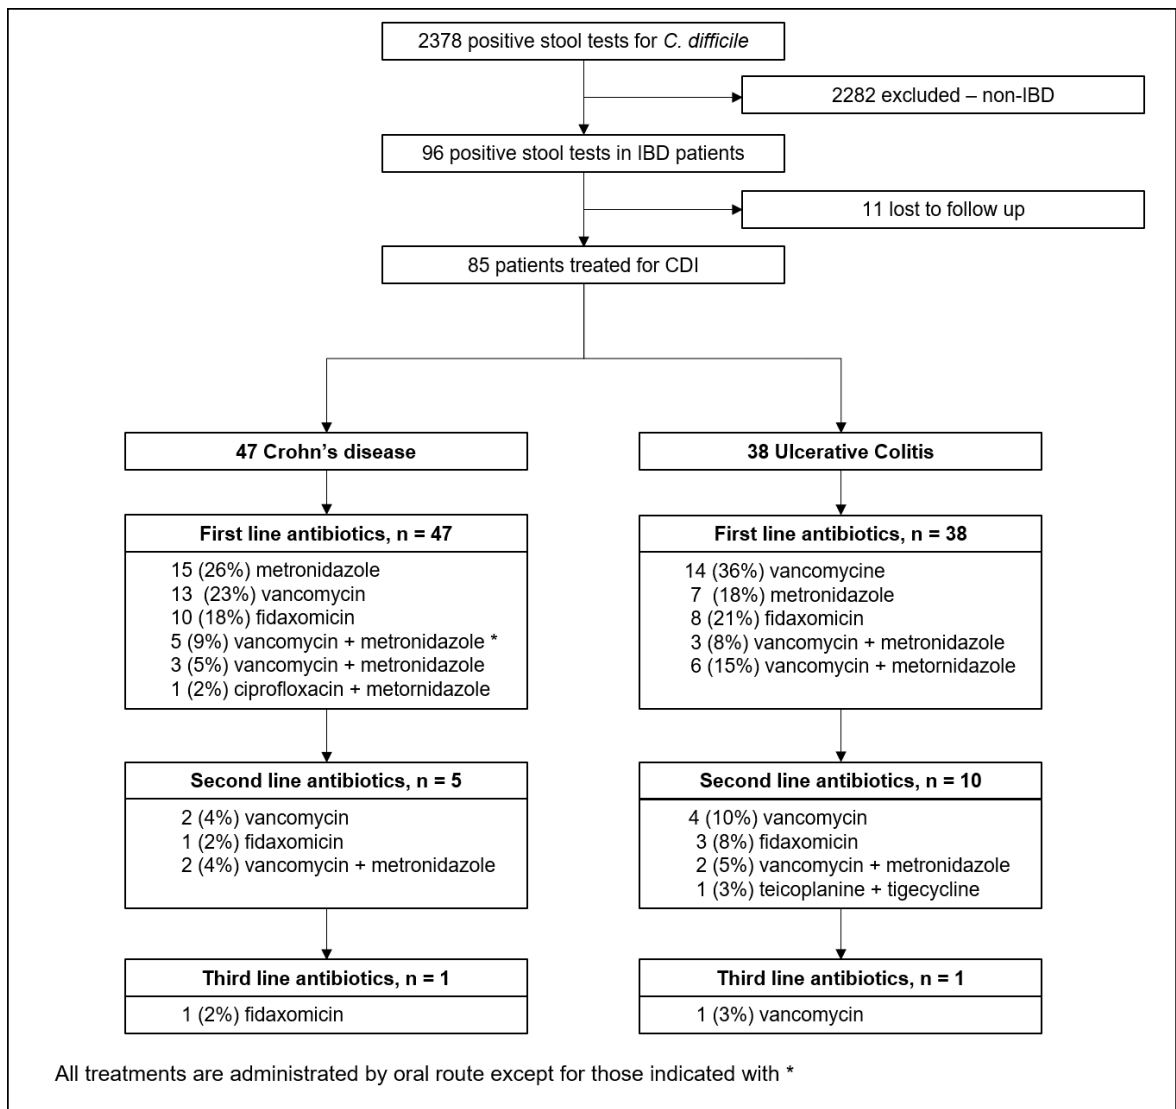 2378 positive stool tests for C. difficile
2282 excluded – non-IBD
96 positive stool tests in IBD patients
11 lost to follow up
85 patients treated for CDI
47 Crohn’s disease
First line antibiotics, n = 47
15 (26%) metronidazole
13 (23%) vancomycin
10 (18%) fidaxomicin
5 (9%) vancomycin + metronidazole *
3 (5%) vancomycin + metronidazole
1 (2%) ciprofloxacin + metornidazole
Second line antibiotics, n = 5
2 (4%) vancomycin
1 (2%) fidaxomicin
2 (4%) vancomycin + metronidazole
Third line antibiotics, n = 1
1 (2%) fidaxomicin
38 Ulcerative Colitis
First line antibiotics, n = 38
14 (36%) vancomycine
7 (18%) metronidazole
8 (21%) fidaxomicin
3 (8%) vancomycin + metronidazole
6 (15%) vancomycin + metornidazole
Second line antibiotics, n = 10
4 (10%) vancomycin
3 (8%) fidaxomicin
2 (5%) vancomycin + metronidazole
1 (3%) teicoplanine + tigecycline
Third line antibiotics, n = 1
1 (3%) vancomycin
All treatments are administrated by oral route except for those indicated with *